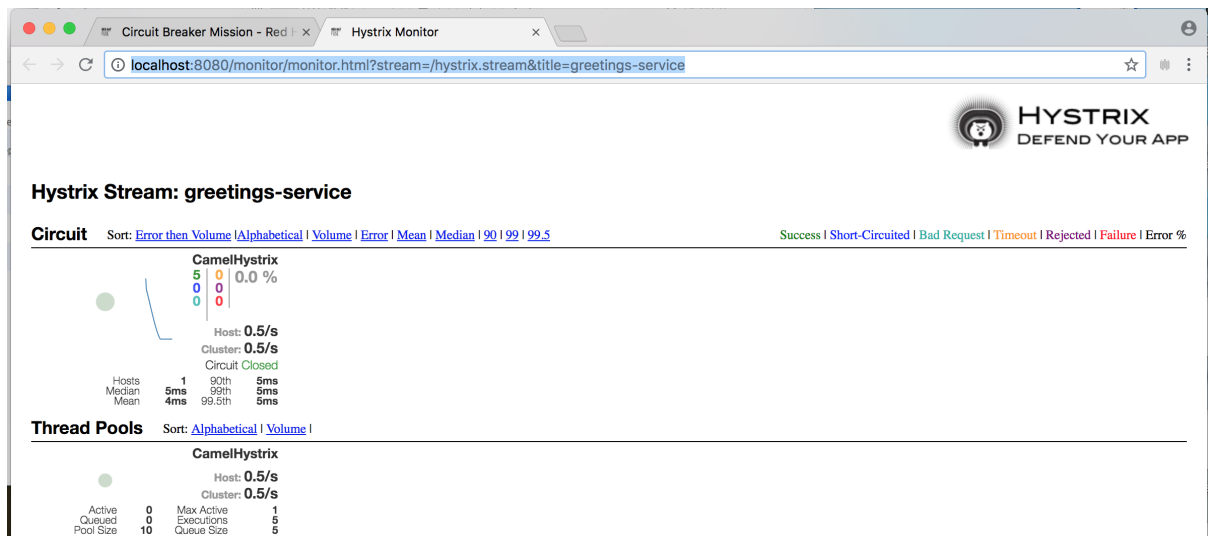 Circuit Breaker Mission - Red H
Hystrix Monitor
localhost:8080/monitor/monitor.html?stream=/hystrix.stream&title=greetings-service
HYSTRIX
DEFEND YOUR APP
Hystrix Stream: greetings-service
Circuit Sort: Error then Volume | Alphabetical | Volume | Error | Mean | Median | 90 | 99 | 99.5 Success | Short-Circuited | Bad Request | Timeout | Rejected | Failure | Error %
CamelHystrix
5 0 0.0 %
0 0
0 0
Host: 0.5/s
Cluster: 0.5/s
Circuit Closed
Hosts 1 90th 5ms
Median 5ms 99th 5ms
Mean 4ms 99.5th 5ms
Thread Pools Sort: Alphabetical | Volume |
CamelHystrix
Host: 0.5/s
Cluster: 0.5/s
Active 0 Max Active 1
Queued 0 Executions 5
Pool Size 10 Queue Size 5